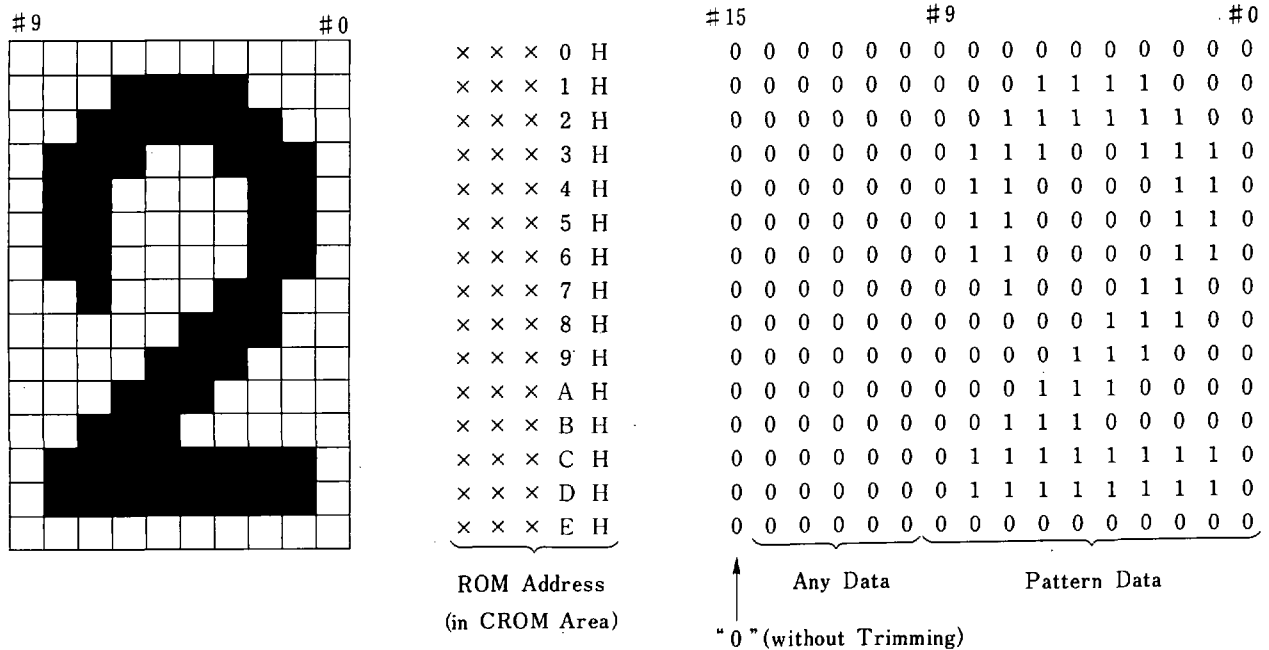 #9 #0 #15 #9 #0
× × × 0 H 0 0 0 0 0 0 0 0 0 0 0 0 0 0 0 0
× × × 1 H 0 0 0 0 0 0 0 0 0 1 1 1 1 0 0 0
× × × 2 H 0 0 0 0 0 0 0 0 1 1 1 1 1 1 0 0
× × × 3 H 0 0 0 0 0 0 0 1 1 1 0 0 1 1 1 0
× × × 4 H 0 0 0 0 0 0 0 1 1 0 0 0 0 1 1 0
× × × 5 H 0 0 0 0 0 0 0 1 1 0 0 0 0 1 1 0
× × × 6 H 0 0 0 0 0 0 0 1 1 0 0 0 0 1 1 0
× × × 7 H 0 0 0 0 0 0 0 0 1 0 0 0 1 1 0 0
× × × 8 H 0 0 0 0 0 0 0 0 0 0 0 1 1 1 0 0
× × × 9 H 0 0 0 0 0 0 0 0 0 0 1 1 1 0 0 0
× × × A H 0 0 0 0 0 0 0 0 0 1 1 1 0 0 0 0
× × × B H 0 0 0 0 0 0 0 0 1 1 1 0 0 0 0 0
× × × C H 0 0 0 0 0 0 0 1 1 1 1 1 1 1 1 0
× × × D H 0 0 0 0 0 0 0 1 1 1 1 1 1 1 1 0
× × × E H 0 0 0 0 0 0 0 0 0 0 0 0 0 0 0 0
ROM Address Any Data Pattern Data
(in CROM Area)
"0" (without Trimming)